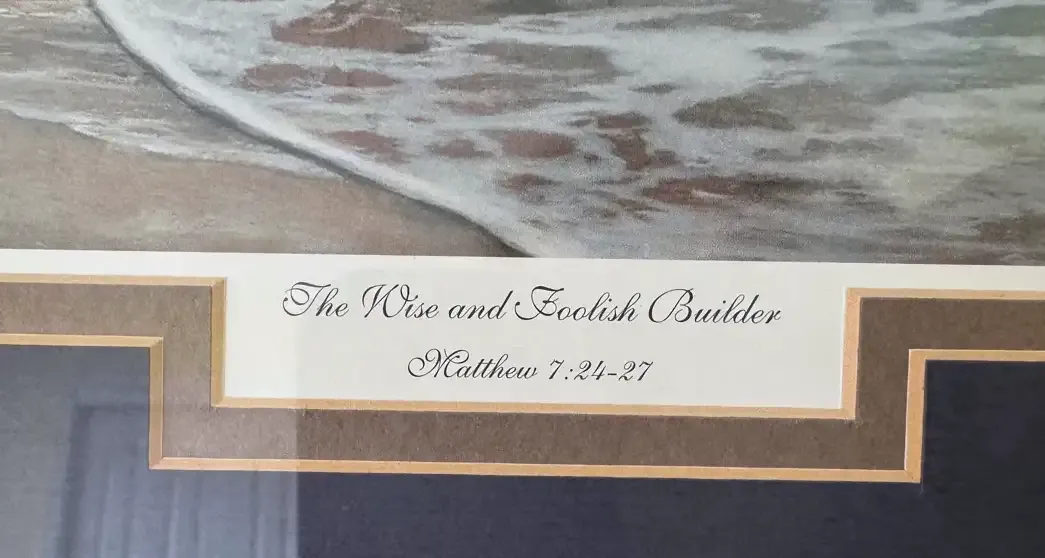 The Wise and Foolish Builder
Matthew 7:24-27